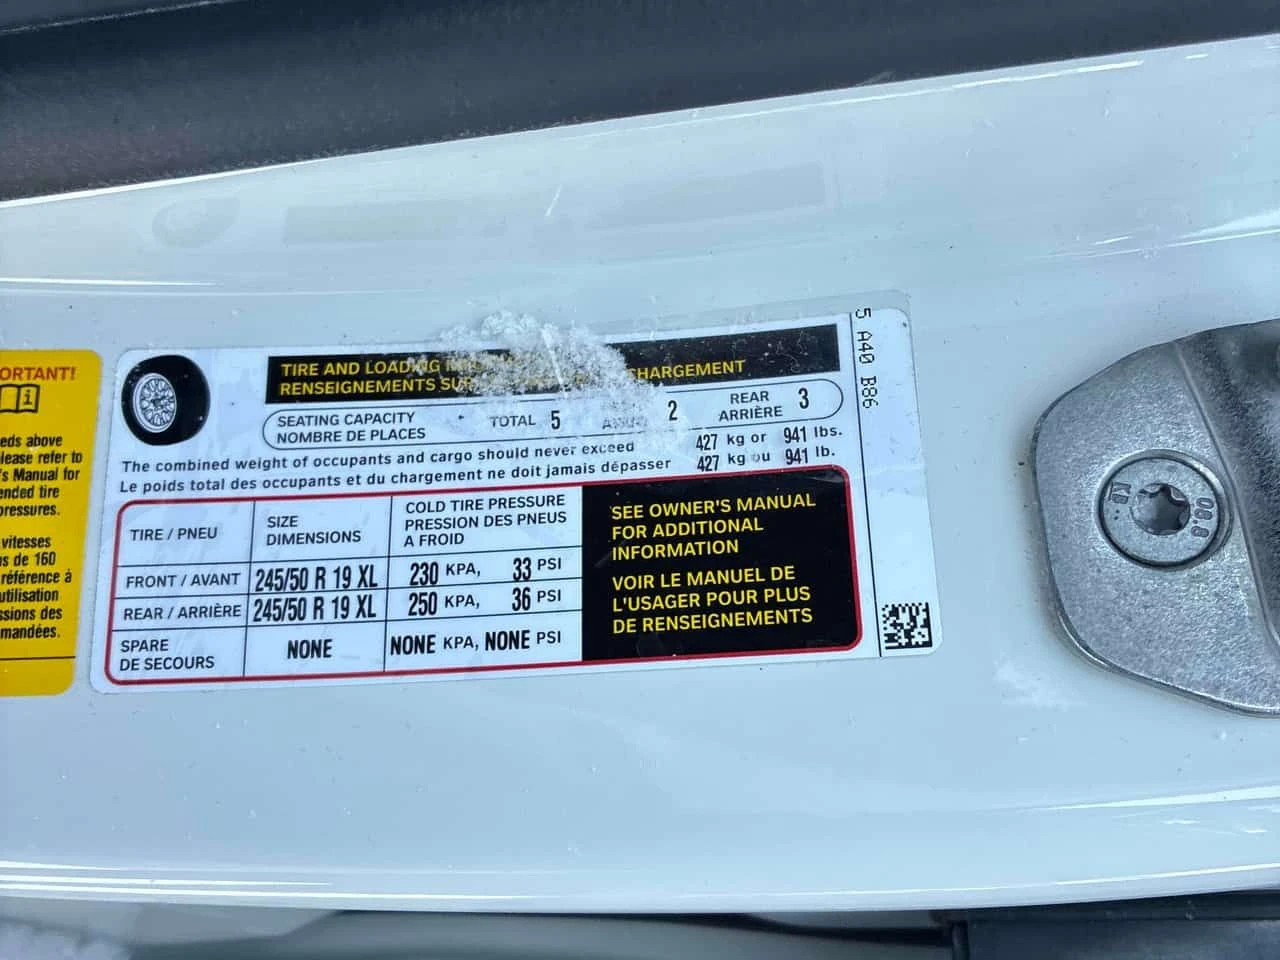 ORTANT!
eds above
lease refer to
's Manual for
ended tire
pressures.
vitesses
s de 160
référence à
utilisation
ssions des
mandées.
TIRE AND LOADING
RENSEIGNEMENTS SUR CHARGEMENT
SEATING CAPACITY
NOMBRE DE PLACES
TOTAL 5
2
REAR
ARRIÈRE 3
The combined weight of occupants and cargo should never exceed 427 kg or 941 lbs.
Le poids total des occupants et du chargement ne doit jamais dépasser 427 kg ou 941 lb.
TIRE / PNEU
SIZE
DIMENSIONS
COLD TIRE PRESSURE
PRESSION DES PNEUS
A FROID
FRONT / AVANT 245/50 R 19 XL 230 KPA, 33 PSI
REAR / ARRIÈRE 245/50 R 19 XL 250 KPA, 36 PSI
SPARE
DE SECOURS
NONE
NONE KPA, NONE PSI
SEE OWNER'S MANUAL
FOR ADDITIONAL
INFORMATION
VOIR LE MANUEL DE
L'USAGER POUR PLUS
DE RENSEIGNEMENTS
5 A40 B86
KD
08.8